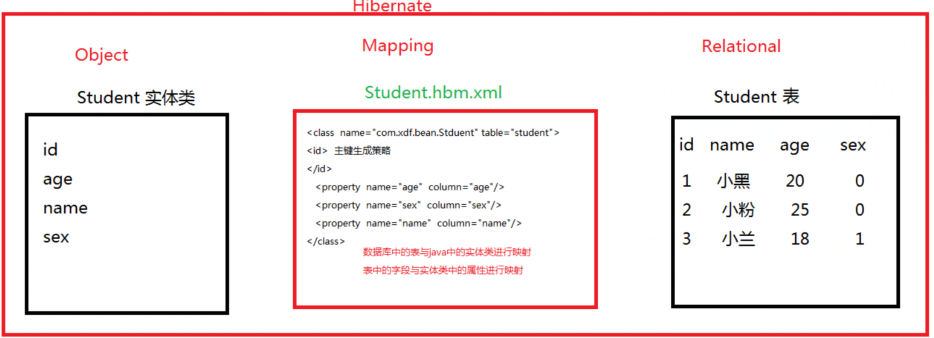 Hibernate
Object
Mapping
Relational
Student 实体类
Student.hbm.xml
Student 表
id
age
name
sex
<class name="com.xdf.bean.Stduent" table="student">
<id> 主键生成策略
</id>
<property name="age" column="age"/>
<property name="sex" column="sex"/>
<property name="name" column="name"/>
</class>
数据库中的表与java中的实体类进行映射
表中的字段与实体类中的属性进行映射
id name age sex
1 小黑 20 0
2 小粉 25 0
3 小兰 18 1